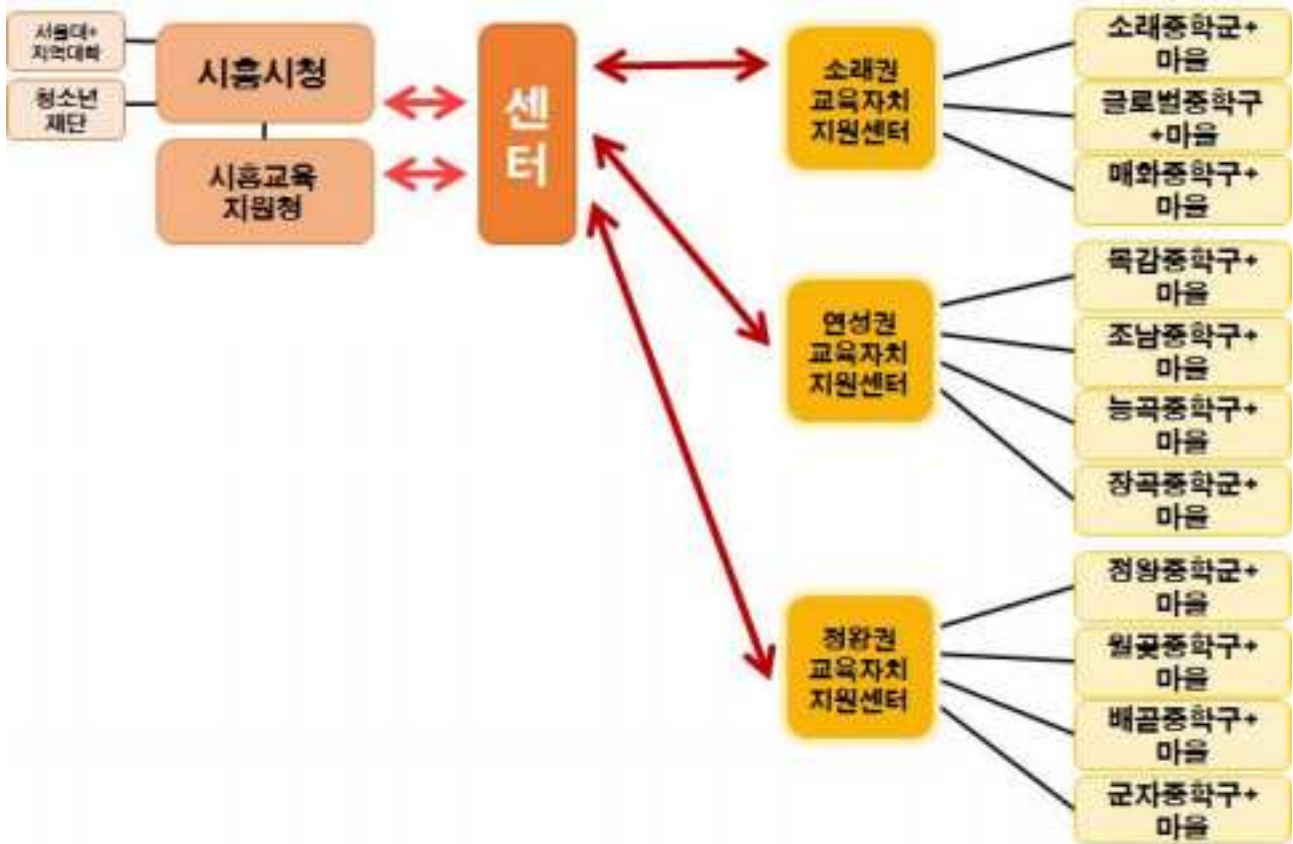 서울대+
지역대학
청소년
재단
시흥시청
시흥교육
지원청
센
터
소래권
교육자치
지원센터
소래중학군+
마을
글로벌중학구
+마을
매화중학구+
마을
연성권
교육자치
지원센터
목감중학구+
마을
조남중학구+
마을
능곡중학구+
마을
장곡중학군+
마을
정왕권
교육자치
지원센터
정왕중학군+
마을
월곶중학구+
마을
배곧중학구+
마을
군자중학구+
마을